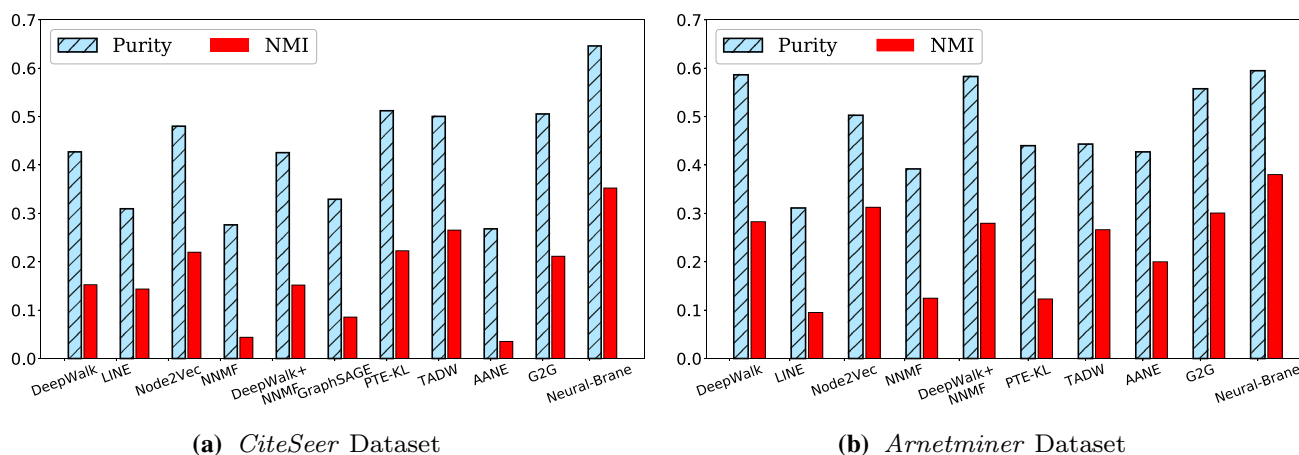 0.7
0.6
0.5
0.4
0.3
0.2
0.1
0.0
Purity NMI
DeepWalk
LINE
Node2Vec
NNMF
DeepWalk+
NNMF
GraphSAGE
PTE-KL
TADW
AANE
G2G
Neural-Brane
(a) CiteSeer Dataset
0.7
0.6
0.5
0.4
0.3
0.2
0.1
0.0
Purity NMI
DeepWalk
LINE
Node2Vec
NNMF
DeepWalk+
NNMF
PTE-KL
TADW
AANE
G2G
Neural-Brane
(b) Arnetminer Dataset